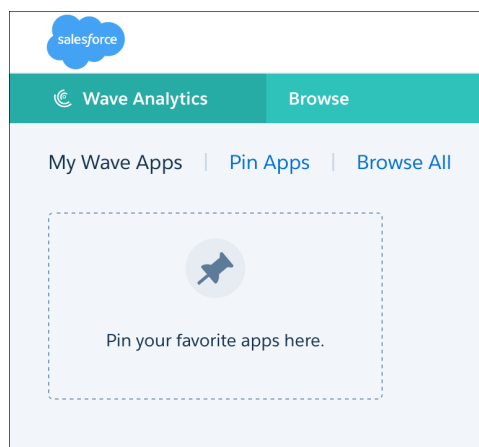 salesforce
Wave Analytics Browse
My Wave Apps | Pin Apps | Browse All
Pin your favorite apps here.